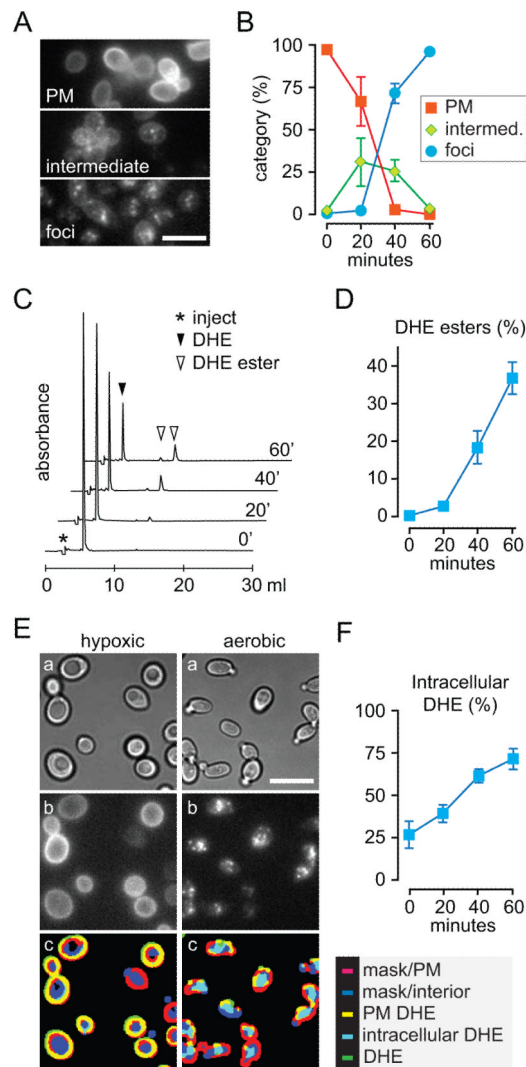 A
PM
intermediate
foci
B
category (%)
100
75
50
25
0
PM
intermed.
foci
0 20 40 60
minutes
C
* inject
DHE
DHE ester
absorbance
60'
40'
20'
0'
*
0 10 20 30 ml
D
DHE esters (%)
40
30
20
10
0
0 20 40 60
minutes
E
hypoxic aerobic
a a
b b
c c
F
Intracellular
DHE (%)
100
75
50
25
0
0 20 40 60
minutes
mask/PM
mask/interior
PM DHE
intracellular DHE
DHE